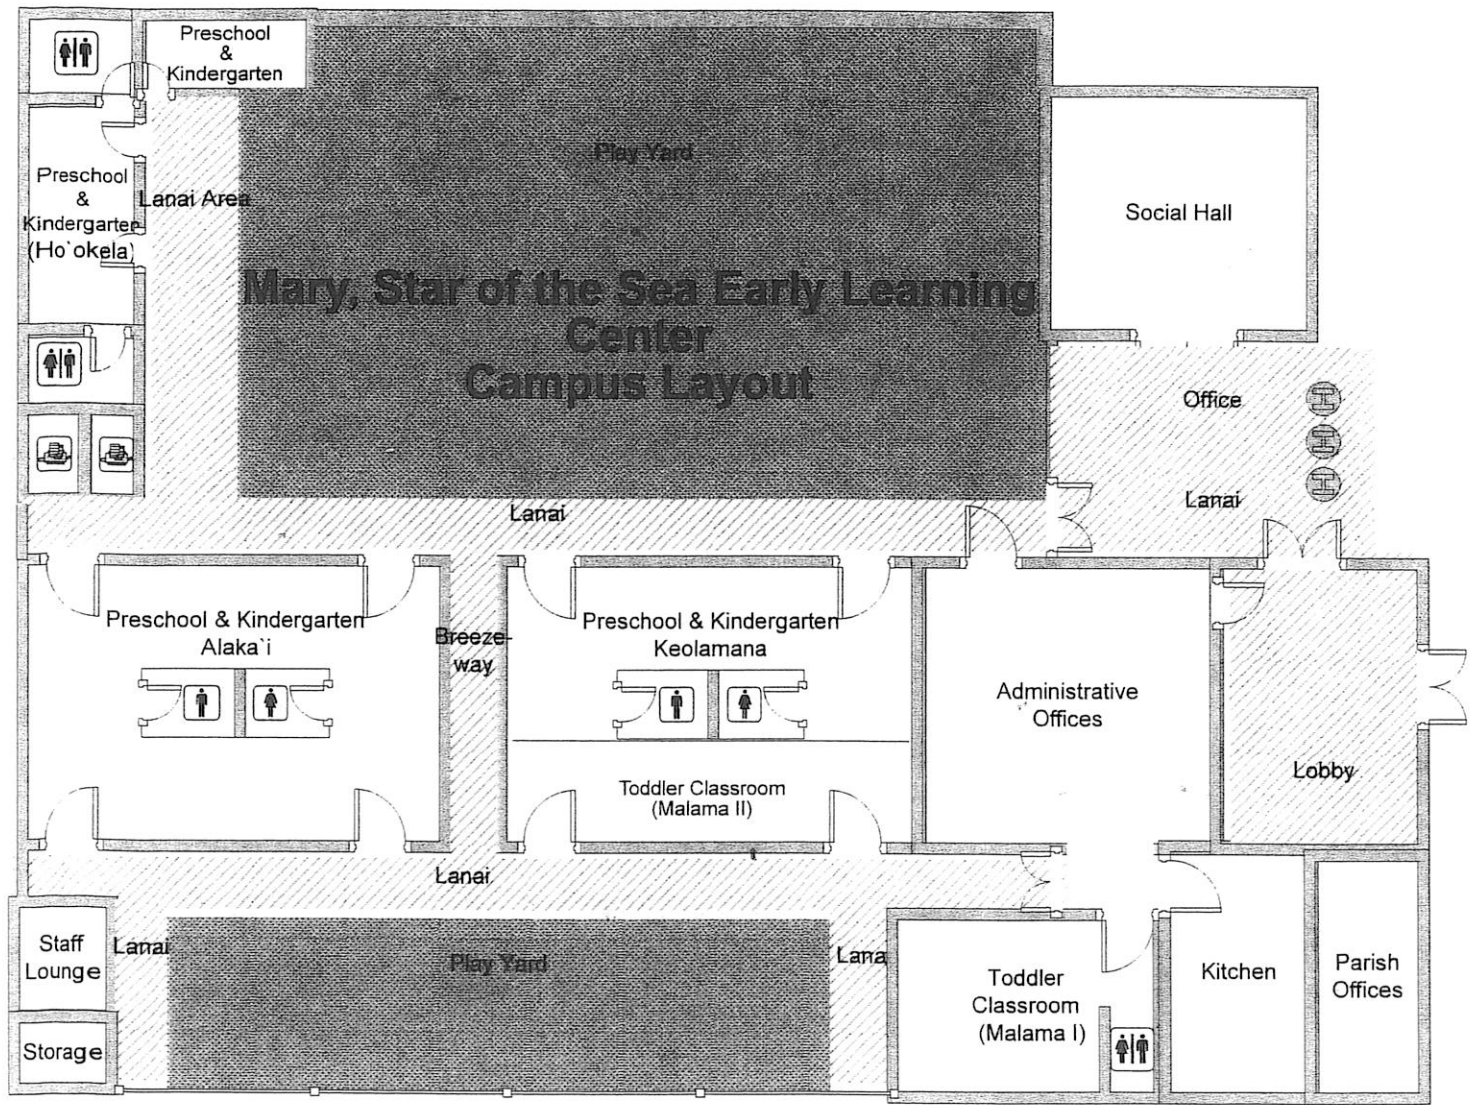 Preschool
&
Kindergarten
Play Yard
Preschool
&
Kindergarten
(Ho`okela)
Lanai Area
Social Hall
Mary, Star of the Sea Early Learning
Center
Campus Layout
Office
Lanai
Lanai
Preschool & Kindergarten
Alaka`i
Breeze-
way
Preschool & Kindergarten
Keolamana
Administrative
Offices
Lobby
Toddler Classroom
(Malama II)
Lanai
Staff
Lounge
Lanai
Play Yard
Lana
Toddler
Classroom
(Malama I)
Kitchen
Parish
Offices
Storage